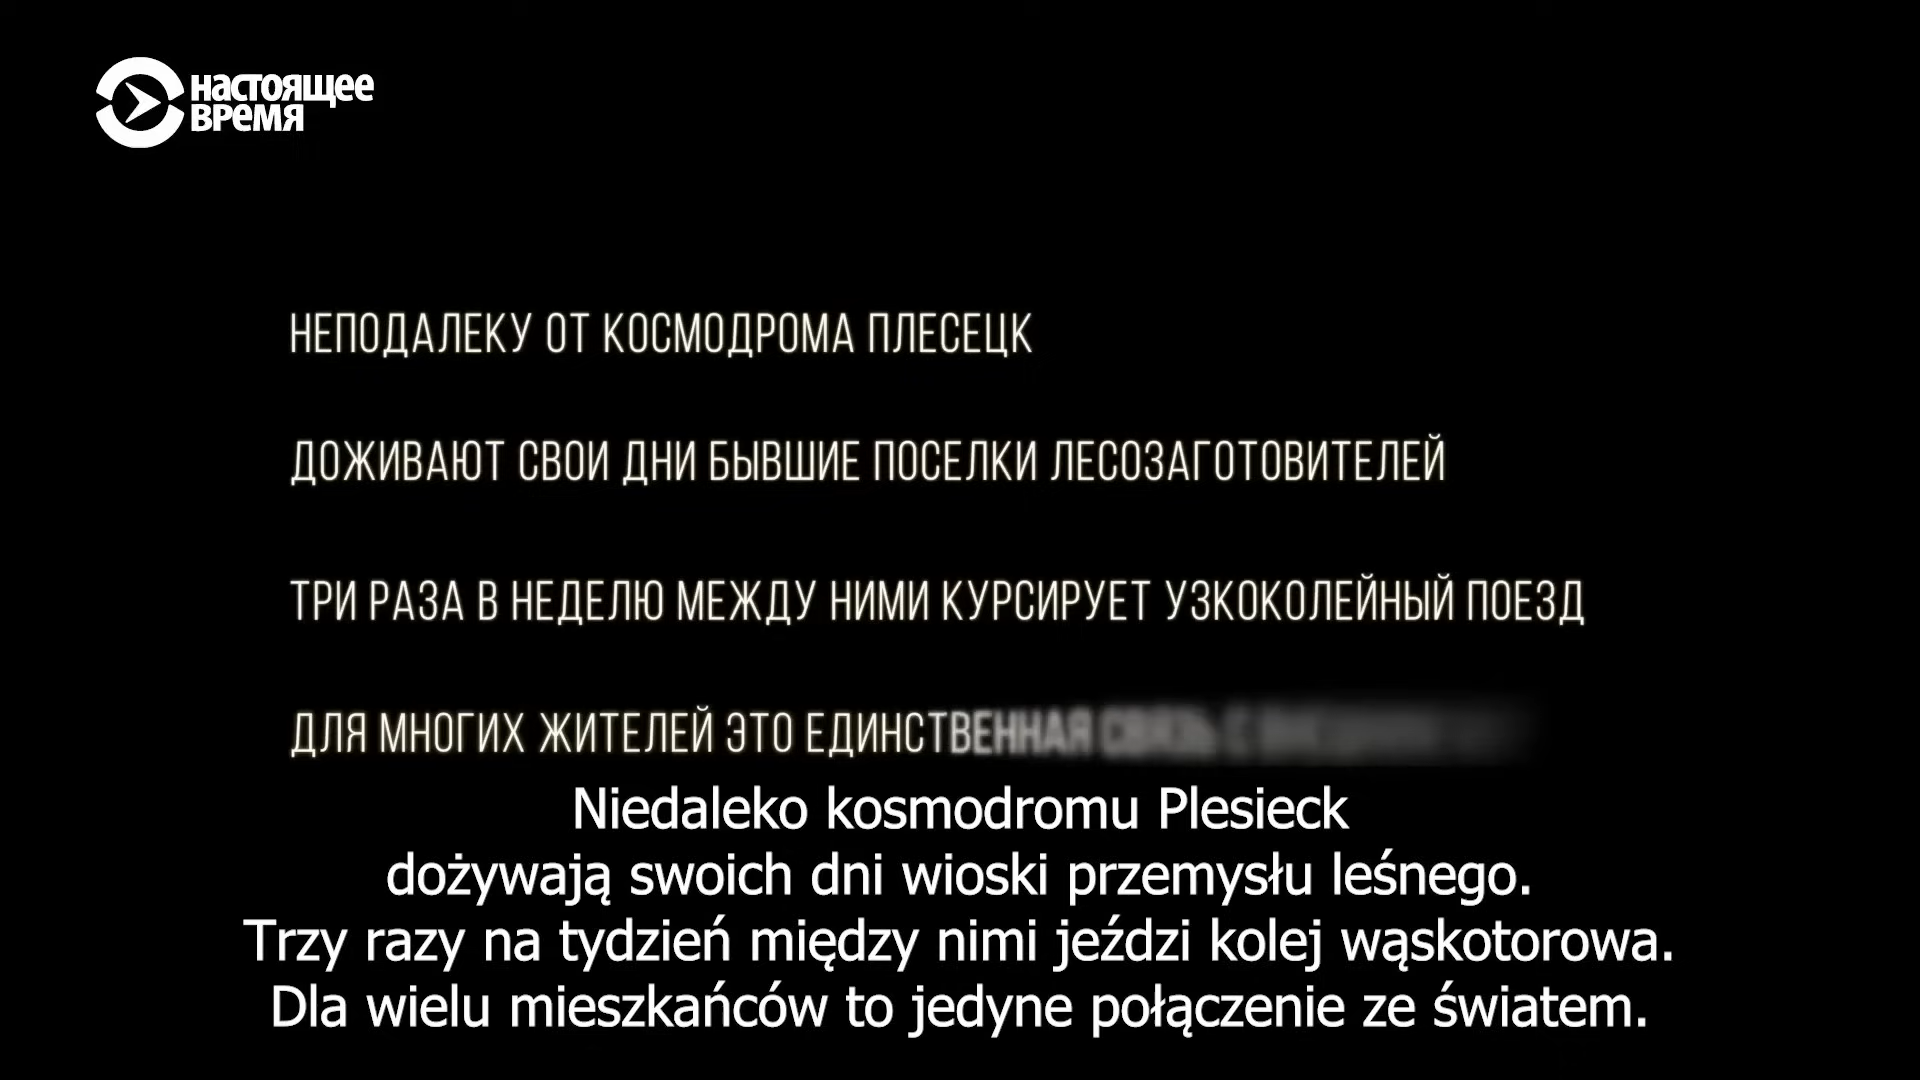 настоящее
время
НЕПОДАЛЕКУ ОТ КОСМОДРОМА ПЛЕСЕЦК
ДОЖИВАЮТ СВОИ ДНИ БЫВШИЕ ПОСЕЛКИ ЛЕСОЗАГОТОВИТЕЛЕЙ
ТРИ РАЗА В НЕДЕЛЮ МЕЖДУ НИМИ КУРСИРУЕТ УЗКОКОЛЕЙНЫЙ ПОЕЗД
ДЛЯ МНОГИХ ЖИТЕЛЕЙ ЭТО ЕДИНСТВЕННАЯ СВЯЗЬ С
Niedaleko kosmodromu Plesieck
dożywają swoich dni wioski przemysłu leśnego.
Trzy razy na tydzień między nimi jeździ kolej wąskotorowa.
Dla wielu mieszkańców to jedyne połączenie ze światem.